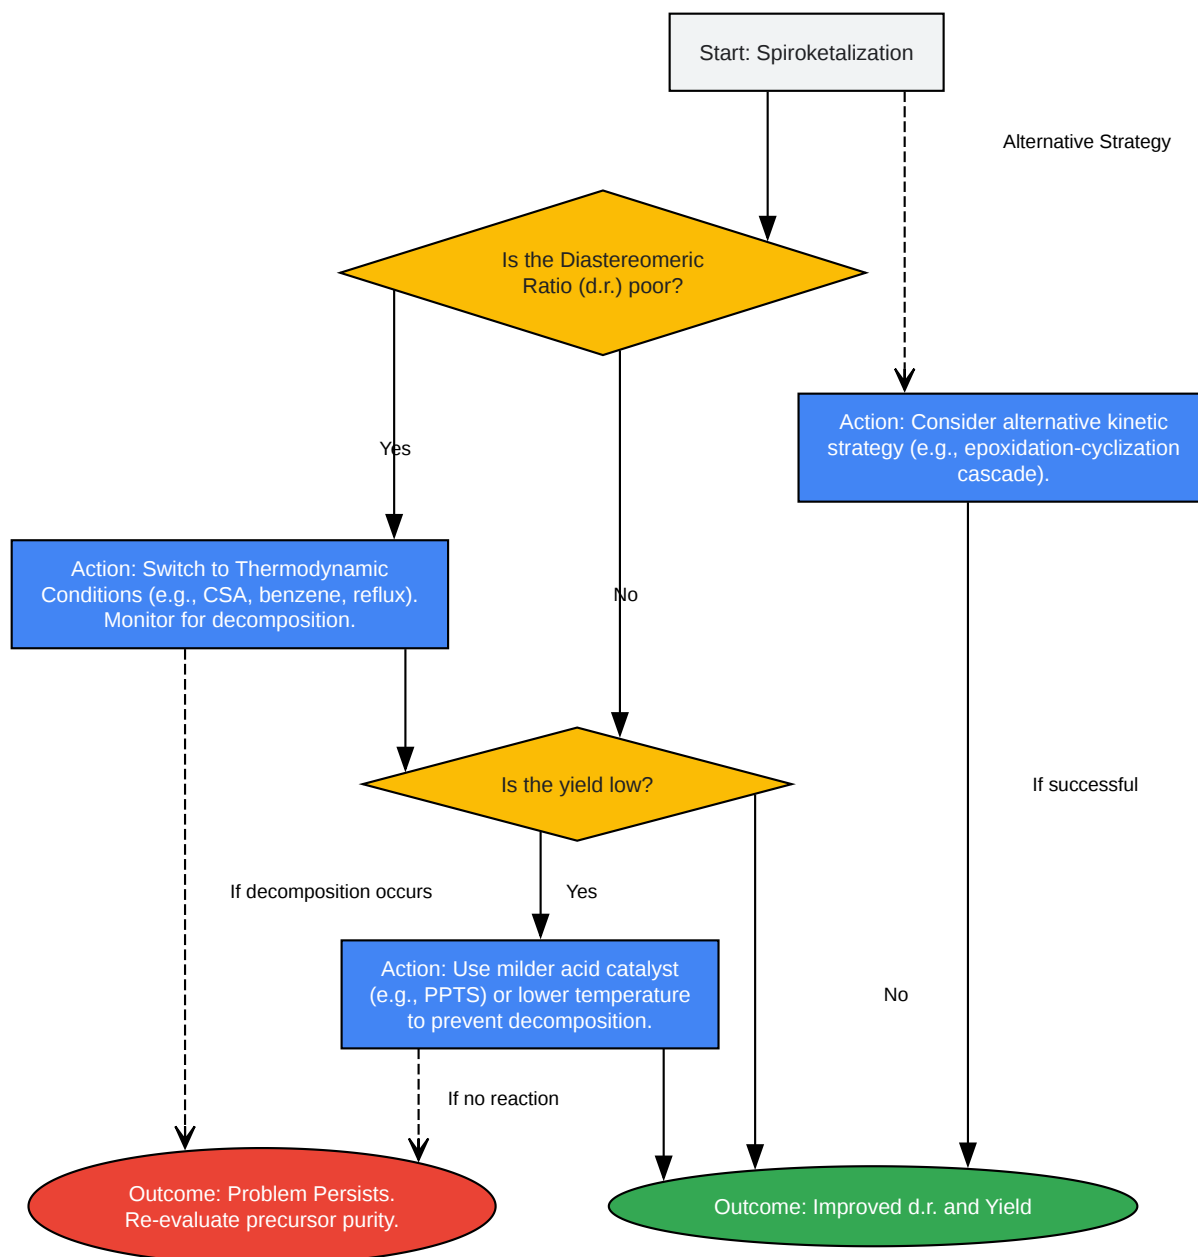 Start: Spiroketalization
Alternative Strategy
Is the Diastereomeric
Ratio (d.r.) poor?
Action: Consider alternative kinetic
strategy (e.g., epoxidation-cyclization
cascade).
Yes
Action: Switch to Thermodynamic
Conditions (e.g., CSA, benzene, reflux).
Monitor for decomposition.
No
Is the yield low?
If successful
If decomposition occurs
Yes
Action: Use milder acid catalyst
(e.g., PPTS) or lower temperature
to prevent decomposition.
No
If no reaction
Outcome: Problem Persists.
Re-evaluate precursor purity.
Outcome: Improved d.r. and Yield